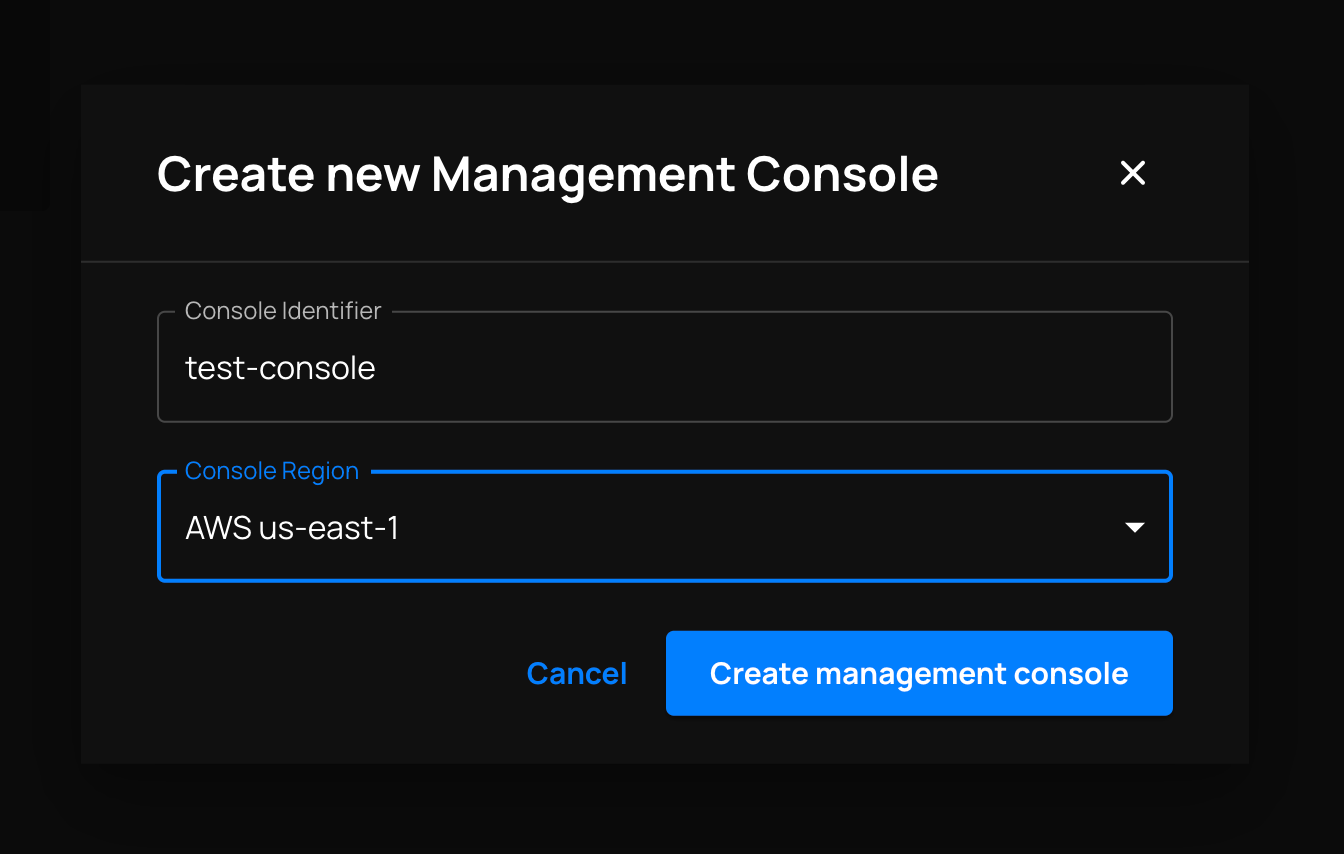 Create new Management Console
Console Identifier
test-console
Console Region
AWS us-east-1
Cancel
Create management console